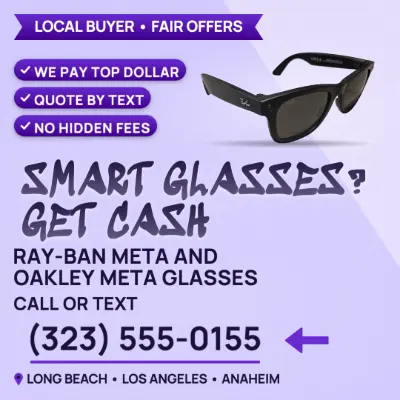 LOCAL BUYER • FAIR OFFERS
WE PAY TOP DOLLAR
QUOTE BY TEXT
NO HIDDEN FEES
SMART GLASSES?
GET CASH
RAY-BAN META AND
OAKLEY META GLASSES
CALL OR TEXT
(323) 555-0155
LONG BEACH • LOS ANGELES • ANAHEIM